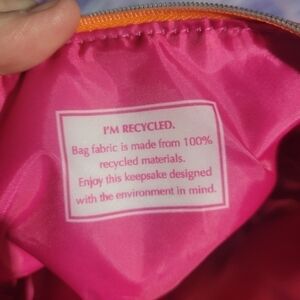 I'M RECYCLED.
Bag fabric is made from 100%
recycled materials.
Enjoy this keepsake designed
with the environment in mind.